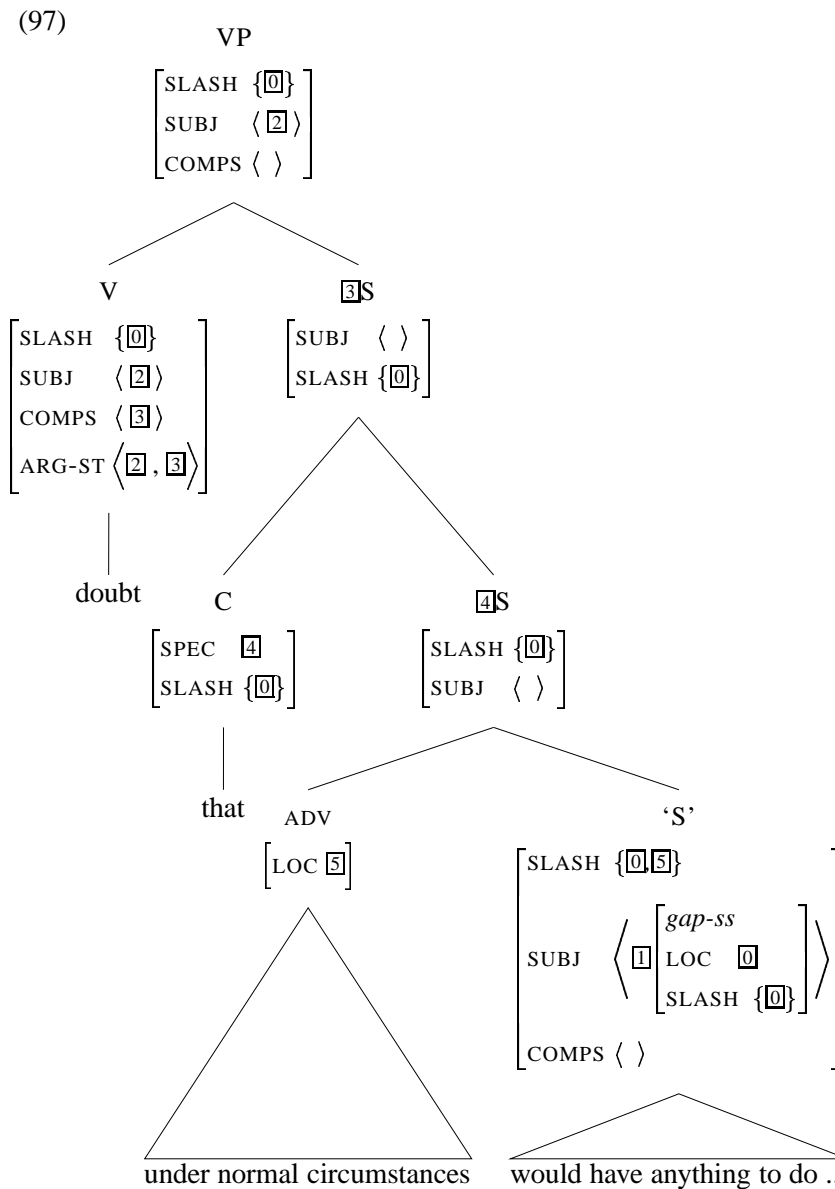 (97)
VP
SLASH {0}
SUBJ ⟨ 2 ⟩
COMPS ⟨ ⟩
V
3S
SLASH {0}
SUBJ ⟨ 2 ⟩
COMPS ⟨ 3 ⟩
ARG-ST ⟨ 2 , 3 ⟩
SUBJ ⟨ ⟩
SLASH {0}
doubt
C
4S
SPEC 4
SLASH {0}
SLASH {0}
SUBJ ⟨ ⟩
that
ADV
‘S’
LOC 5
SLASH {0,5}
SUBJ ⟨ 1
gap-ss
LOC 0
SLASH {0}
⟩
COMPS ⟨ ⟩
under normal circumstances
would have anything to do ..